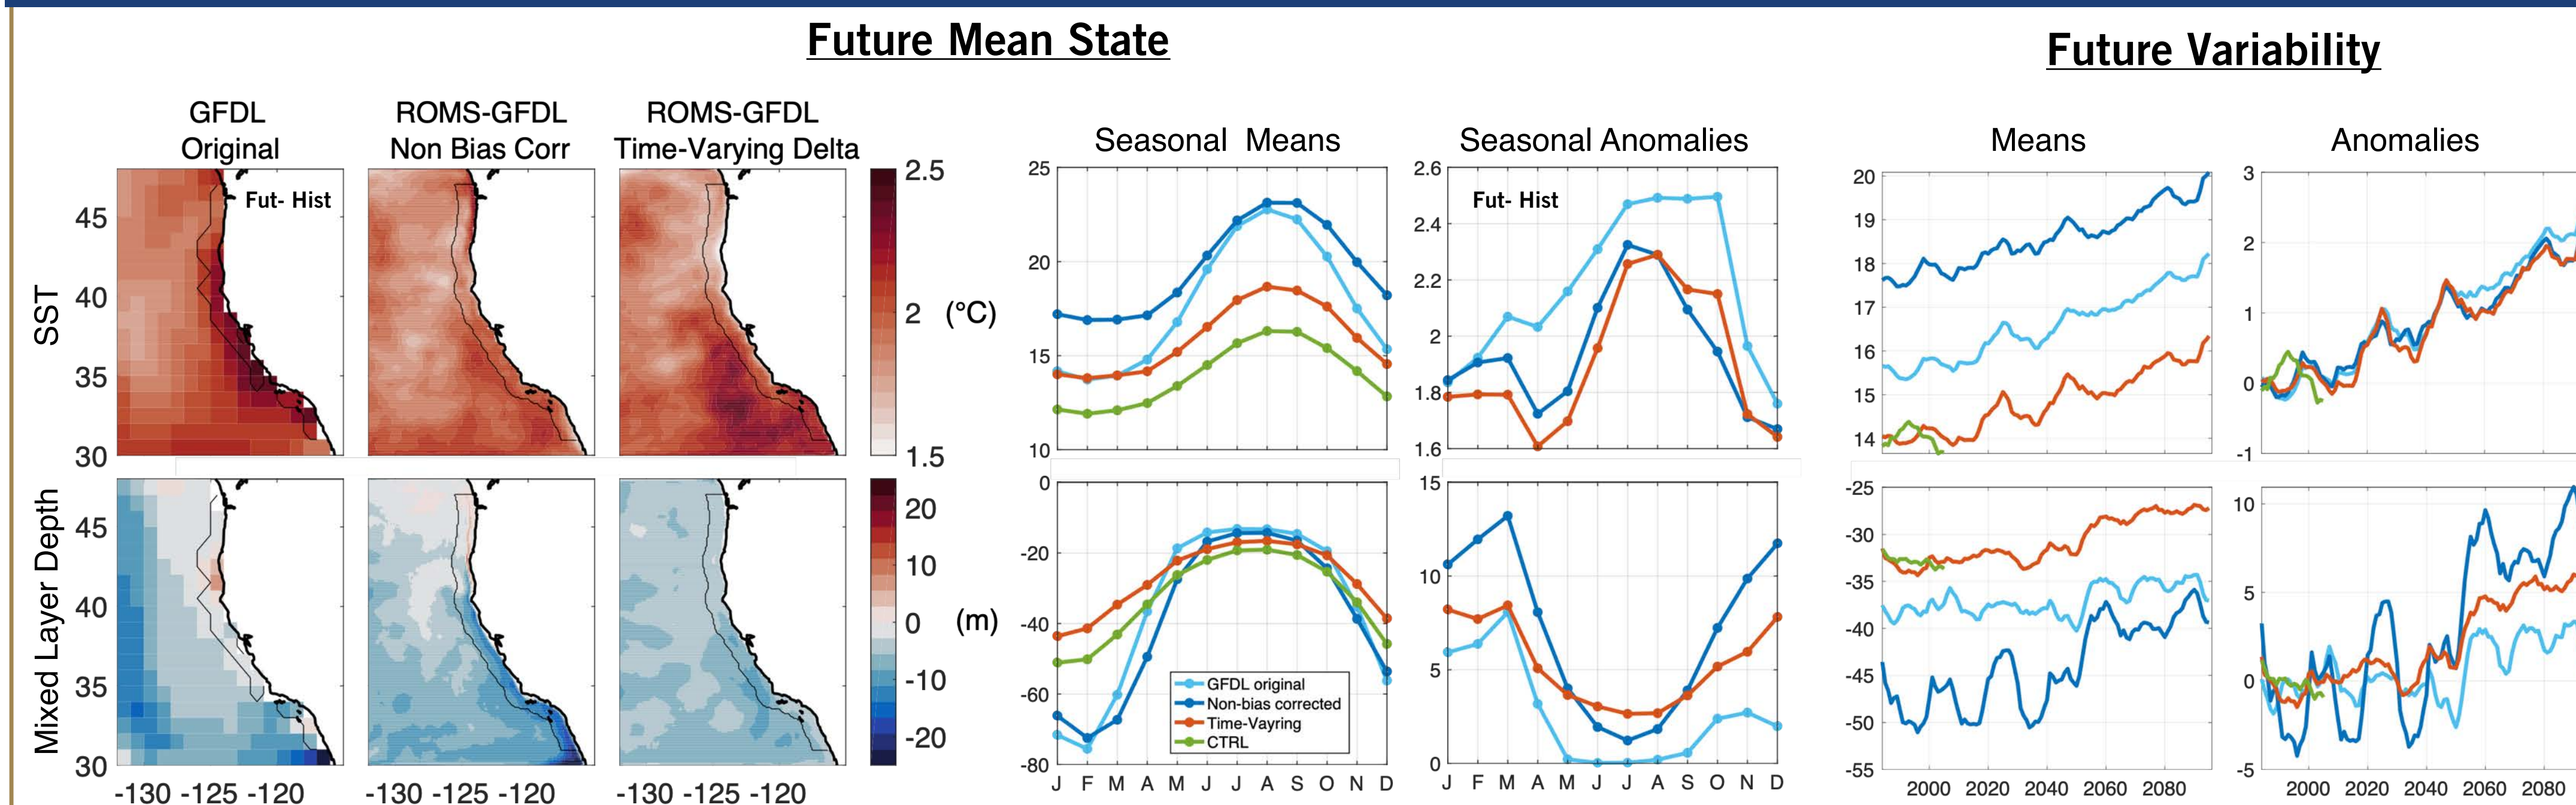 Future Mean State
Future Variability
GFDL
Original
ROMS-GFDL
Non Bias Corr
ROMS-GFDL
Time-Varying Delta
Seasonal Means
Seasonal Anomalies
Means
Anomalies
SST
45
40
35
30
Fut- Hist
2.5
2
1.5
(°C)
25
20
15
10
2.6
2.4
2.2
2
1.8
1.6
Fut- Hist
20
19
18
17
16
15
14
3
2
1
0
-1
Mixed Layer Depth
45
40
35
30
-130 -125 -120
-130 -125 -120
-130 -125 -120
20
10
0
-10
-20
(m)
0
-20
-40
-60
-80
GFDL original
Non-bias corrected
Time-Vayring
CTRL
J F M A M J J A S O N D
15
10
5
0
J F M A M J J A S O N D
-25
-30
-35
-40
-45
-50
-55
2000 2020 2040 2060 2080
10
5
0
-5
2000 2020 2040 2060 2080